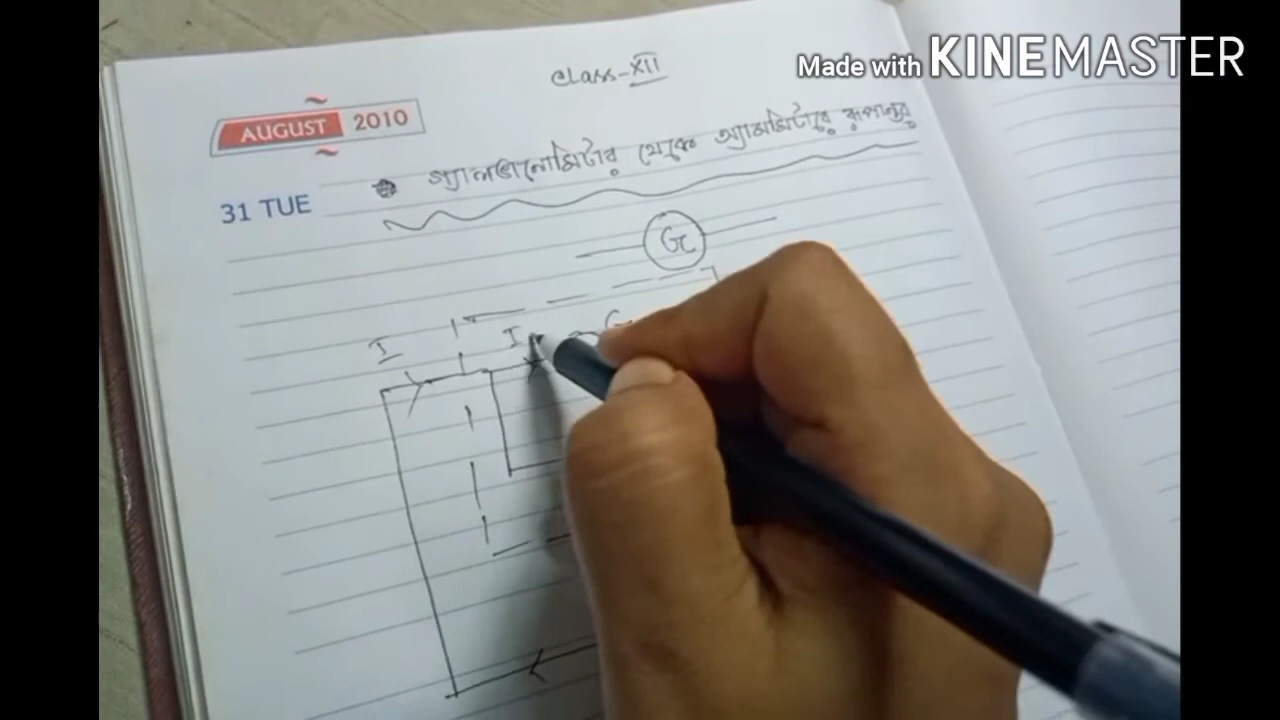 Made with KINEMASTER
Class-XII
AUGUST 2010
গ্যালভানোমিটার থেকে অ্যামমিটারে রূপান্তর
31 TUE
G
I
I
G